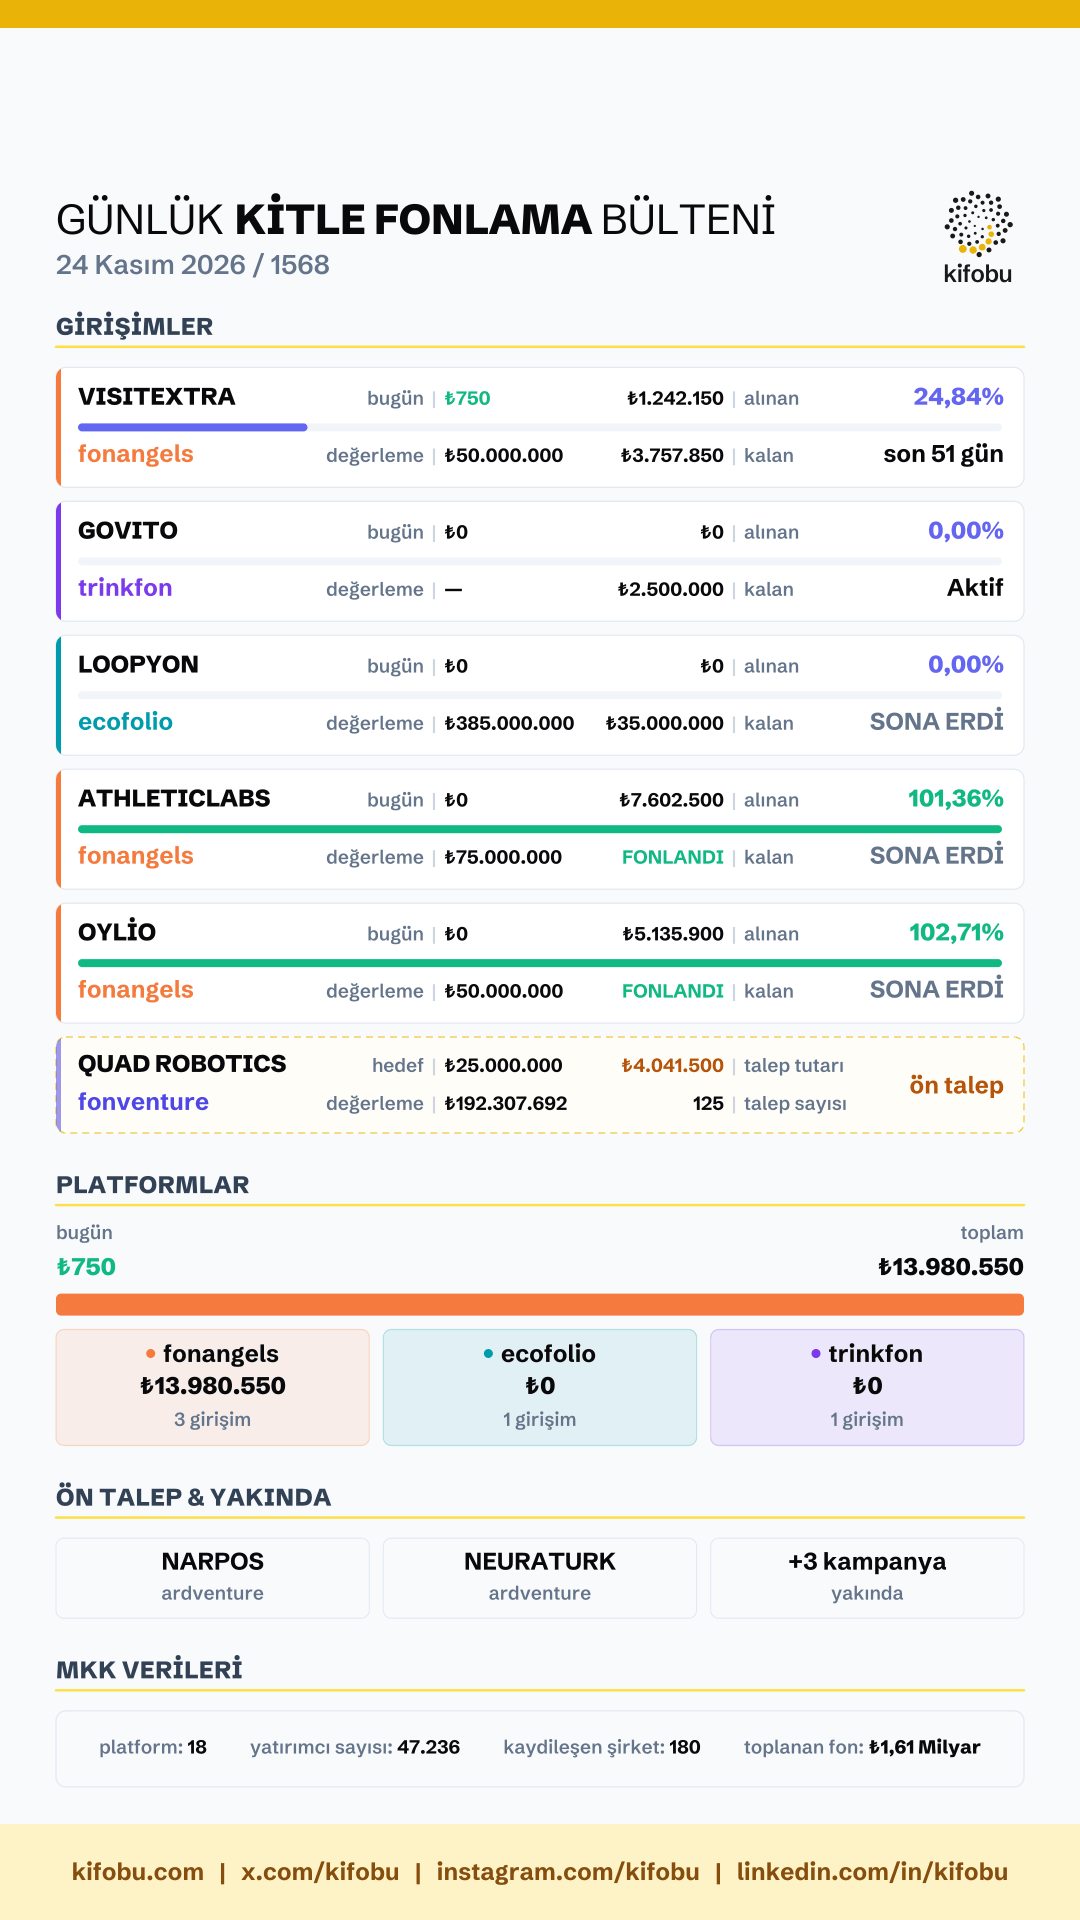 GÜNLÜK KİTLE FONLAMA BÜLTENİ
24 Kasım 2026 / 1568
kifobu
GİRİŞİMLER
VISITEXTRA bugün | ₺750 ₺1.242.150 | alınan 24,84%
fonangels değerleme | ₺50.000.000 ₺3.757.850 | kalan son 51 gün
GOVITO bugün | ₺0 ₺0 | alınan 0,00%
trinkfon değerleme | — ₺2.500.000 | kalan Aktif
LOOPYON bugün | ₺0 ₺0 | alınan 0,00%
ecofolio değerleme | ₺385.000.000 ₺35.000.000 | kalan SONA ERDİ
ATHLETICLABS bugün | ₺0 ₺7.602.500 | alınan 101,36%
fonangels değerleme | ₺75.000.000 FONLANDI | kalan SONA ERDİ
OYLİO bugün | ₺0 ₺5.135.900 | alınan 102,71%
fonangels değerleme | ₺50.000.000 FONLANDI | kalan SONA ERDİ
QUAD ROBOTICS hedef | ₺25.000.000 ₺4.041.500 | talep tutarı
ön talep
fonventure değerleme | ₺192.307.692 125 | talep sayısı
PLATFORMLAR
bugün toplam
₺750 ₺13.980.550
• fonangels • ecofolio • trinkfon
₺13.980.550 ₺0 ₺0
3 girişim 1 girişim 1 girişim
ÖN TALEP & YAKINDA
NARPOS NEURATURK +3 kampanya
ardventure ardventure yakında
MKK VERİLERİ
platform: 18 yatırımcı sayısı: 47.236 kaydileşen şirket: 180 toplanan fon: ₺1,61 Milyar
kifobu.com | x.com/kifobu | instagram.com/kifobu | linkedin.com/in/kifobu